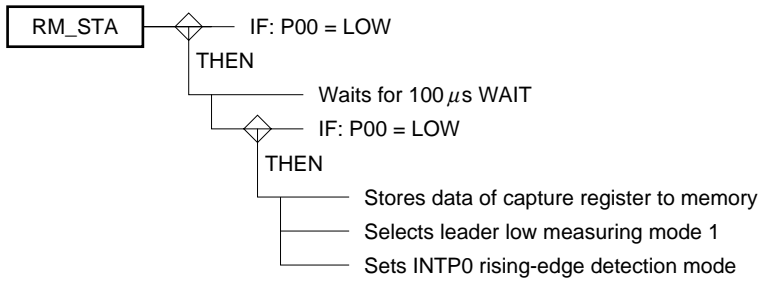 RM_STA
IF: P00 = LOW
THEN
Waits for 100 μs WAIT
IF: P00 = LOW
THEN
Stores data of capture register to memory
Selects leader low measuring mode 1
Sets INTP0 rising-edge detection mode